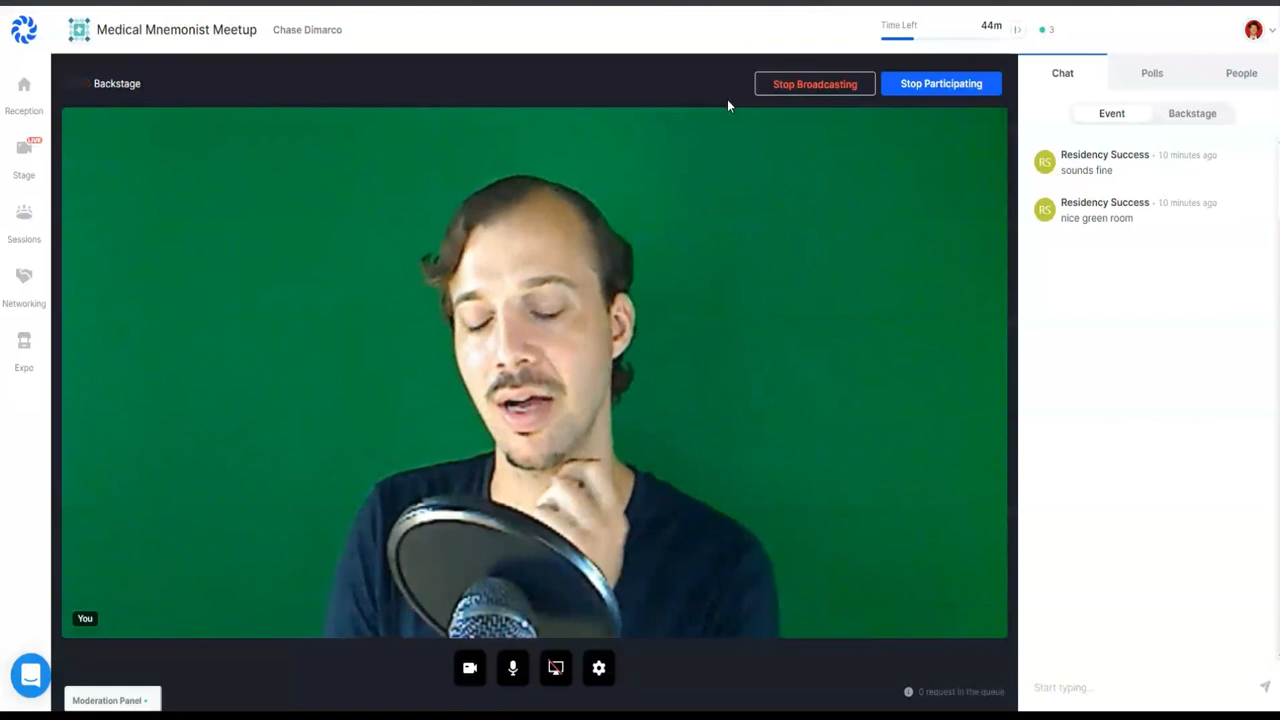 Medical Mnemonist Meetup
Chase Dimarco
Time Left
44m
3
Reception
LIVE
Stage
Sessions
Networking
Expo
Backstage
Stop Broadcasting
Stop Participating
You
Moderation Panel
0 request in the queue
Chat
Polls
People
Event
Backstage
RS
Residency Success - 10 minutes ago
sounds fine
RS
Residency Success - 10 minutes ago
nice green room
Start typing...